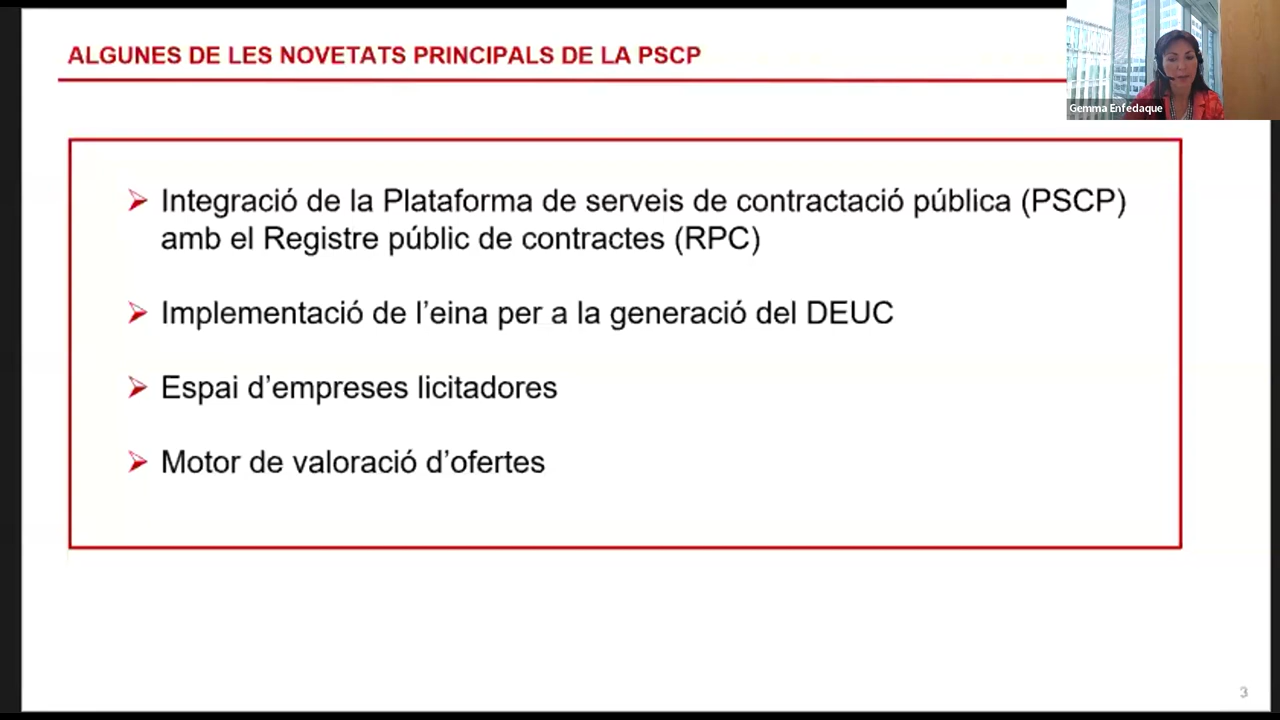 ALGUNES DE LES NOVETATS PRINCIPALS DE LA PSCP
Gemma Enfedaque
➢ Integració de la Plataforma de serveis de contractació pública (PSCP)
amb el Registre públic de contractes (RPC)
➢ Implementació de l’eina per a la generació del DEUC
➢ Espai d’empreses licitadores
➢ Motor de valoració d’ofertes
3